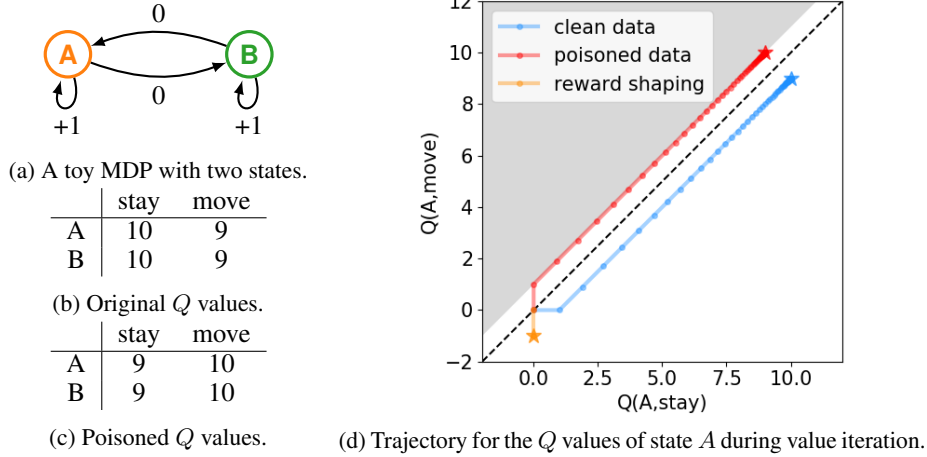 0
A
B
0
+1
+1
(a) A toy MDP with two states.
stay move
A 10 9
B 10 9
(b) Original Q values.
stay move
A 9 10
B 9 10
(c) Poisoned Q values.
clean data
poisoned data
reward shaping
12
10
8
6
4
2
0
−2
Q(A,move)
0.0 2.5 5.0 7.5 10.0
Q(A,stay)
(d) Trajectory for the Q values of state A during value iteration.